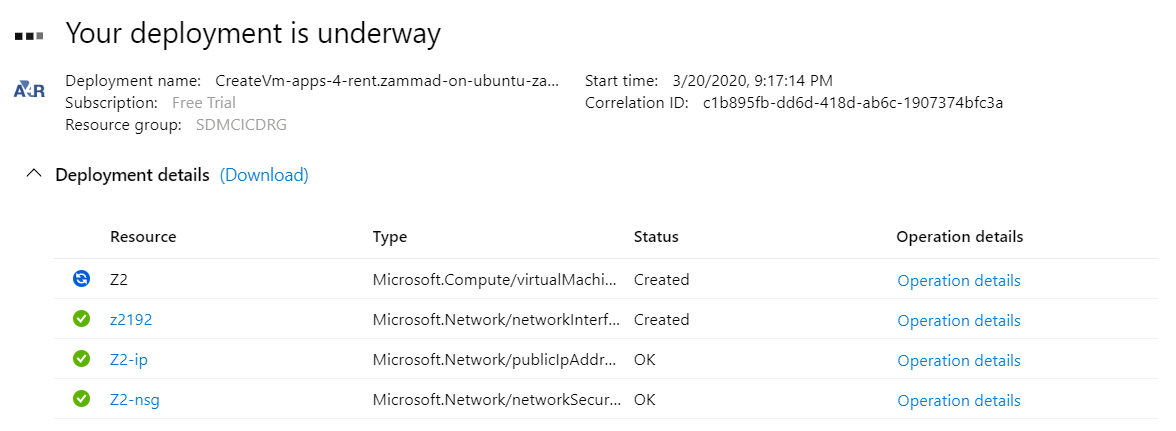 Your deployment is underway
A4R
Deployment name: CreateVm-apps-4-rent.zammad-on-ubuntu-za...
Start time: 3/20/2020, 9:17:14 PM
Subscription: Free Trial
Correlation ID: c1b895fb-dd6d-418d-ab6c-1907374bfc3a
Resource group: SDMCICDRG
Deployment details (Download)
Resource Type Status Operation details
Z2 Microsoft.Compute/virtualMachi... Created Operation details
z2192 Microsoft.Network/networkInterf... Created Operation details
Z2-ip Microsoft.Network/publicIpAddr... OK Operation details
Z2-nsg Microsoft.Network/networkSecur... OK Operation details